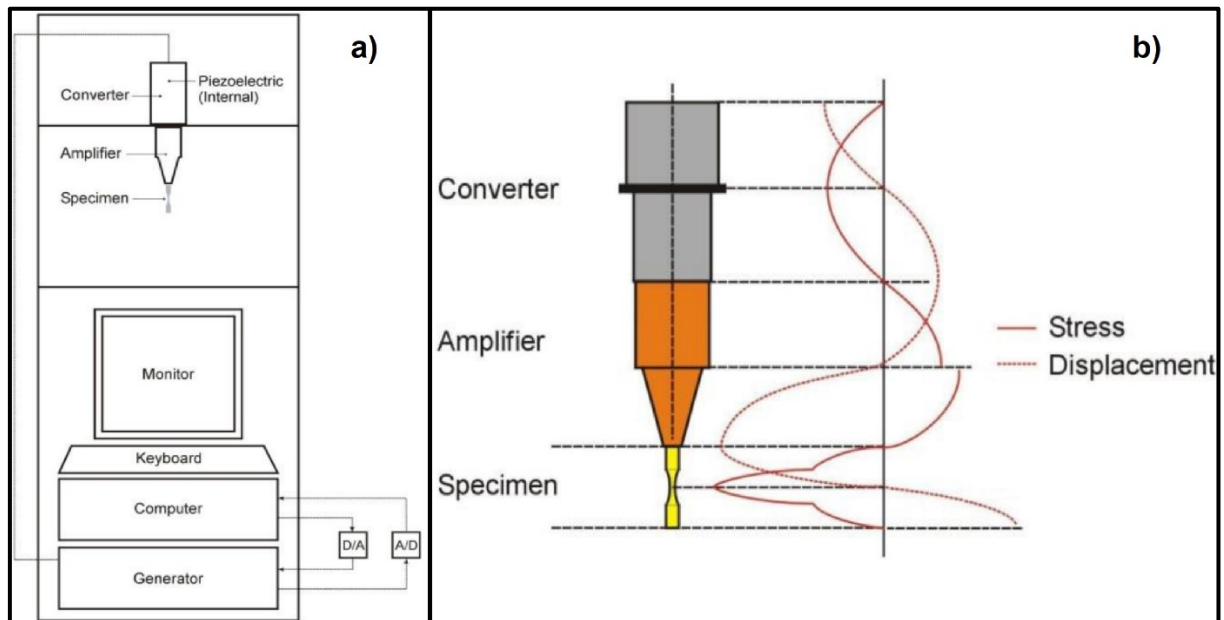 a)
Piezoelectric
(Internal)
Converter
Amplifier
Specimen
Monitor
Keyboard
Computer
D/A
A/D
Generator
b)
Converter
Amplifier
Specimen
Stress
Displacement